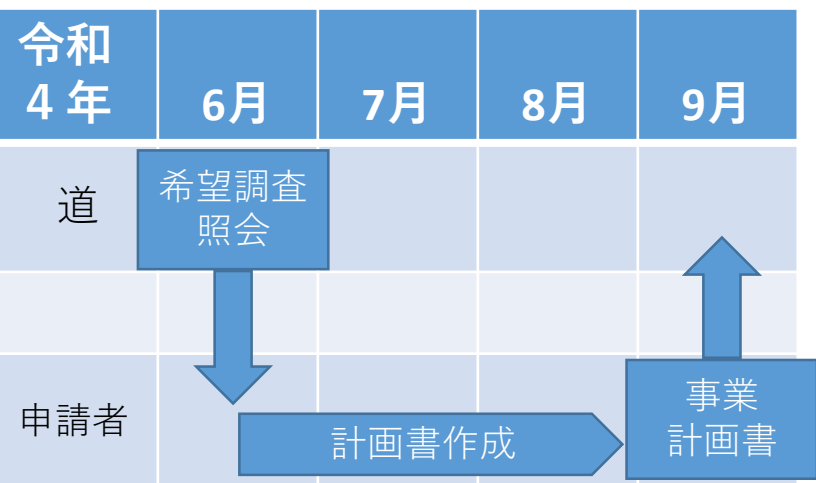 令和
４年
6月
7月
8月
9月
道
希望調査
照会
申請者
計画書作成
事業
計画書